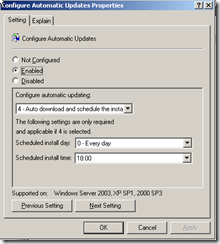 Configure Automatic Updates Properties
Setting
Explain
Configure Automatic Updates
Not Configured
Enabled
Disabled
Configure automatic updating:
4 - Auto download and schedule the insta
The following settings are only required
and applicable if 4 is selected.
Scheduled install day: 0 - Every day
Scheduled install time: 18:00
Supported on: Windows Server 2003, XP SP1, 2000 SP3
Previous Setting
Next Setting
OK
Cancel
Apply